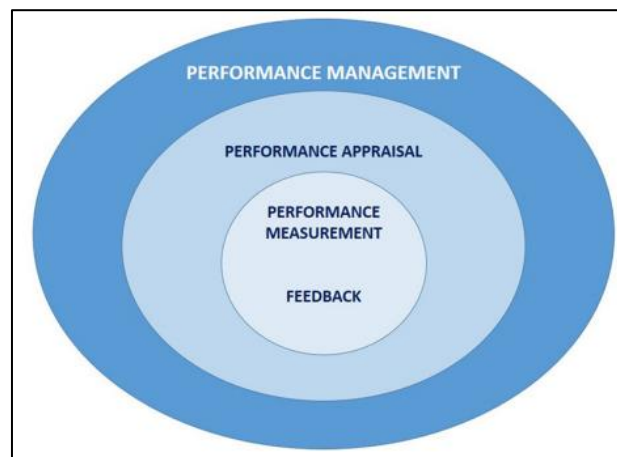 PERFORMANCE MANAGEMENT
PERFORMANCE APPRAISAL
PERFORMANCE
MEASUREMENT
FEEDBACK